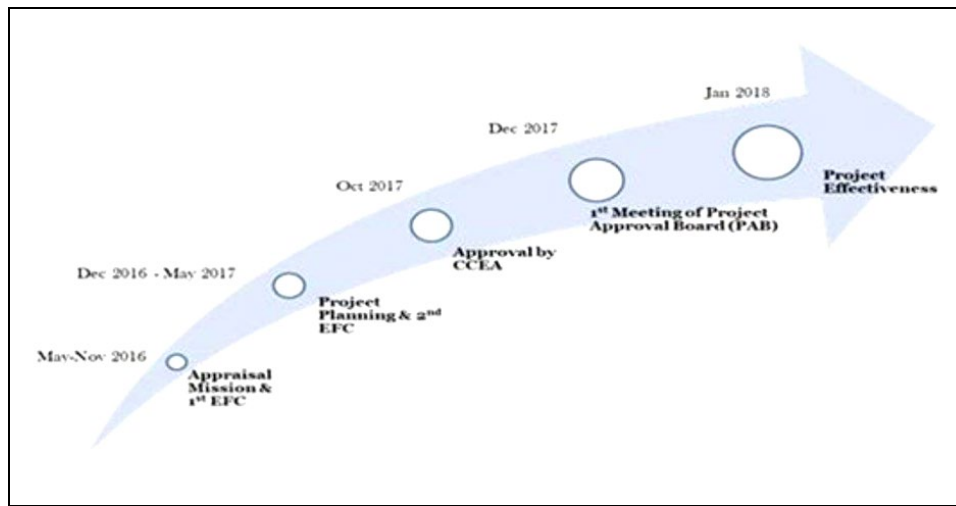 Jan 2018
Dec 2017
Project
Effectiveness
Oct 2017
1st Meeting of Project
Approval Board (PAB)
Approval by
CCEA
Dec 2016 - May 2017
Project
Planning & 2nd
EFC
May-Nov 2016
Appraisal
Mission &
1st EFC